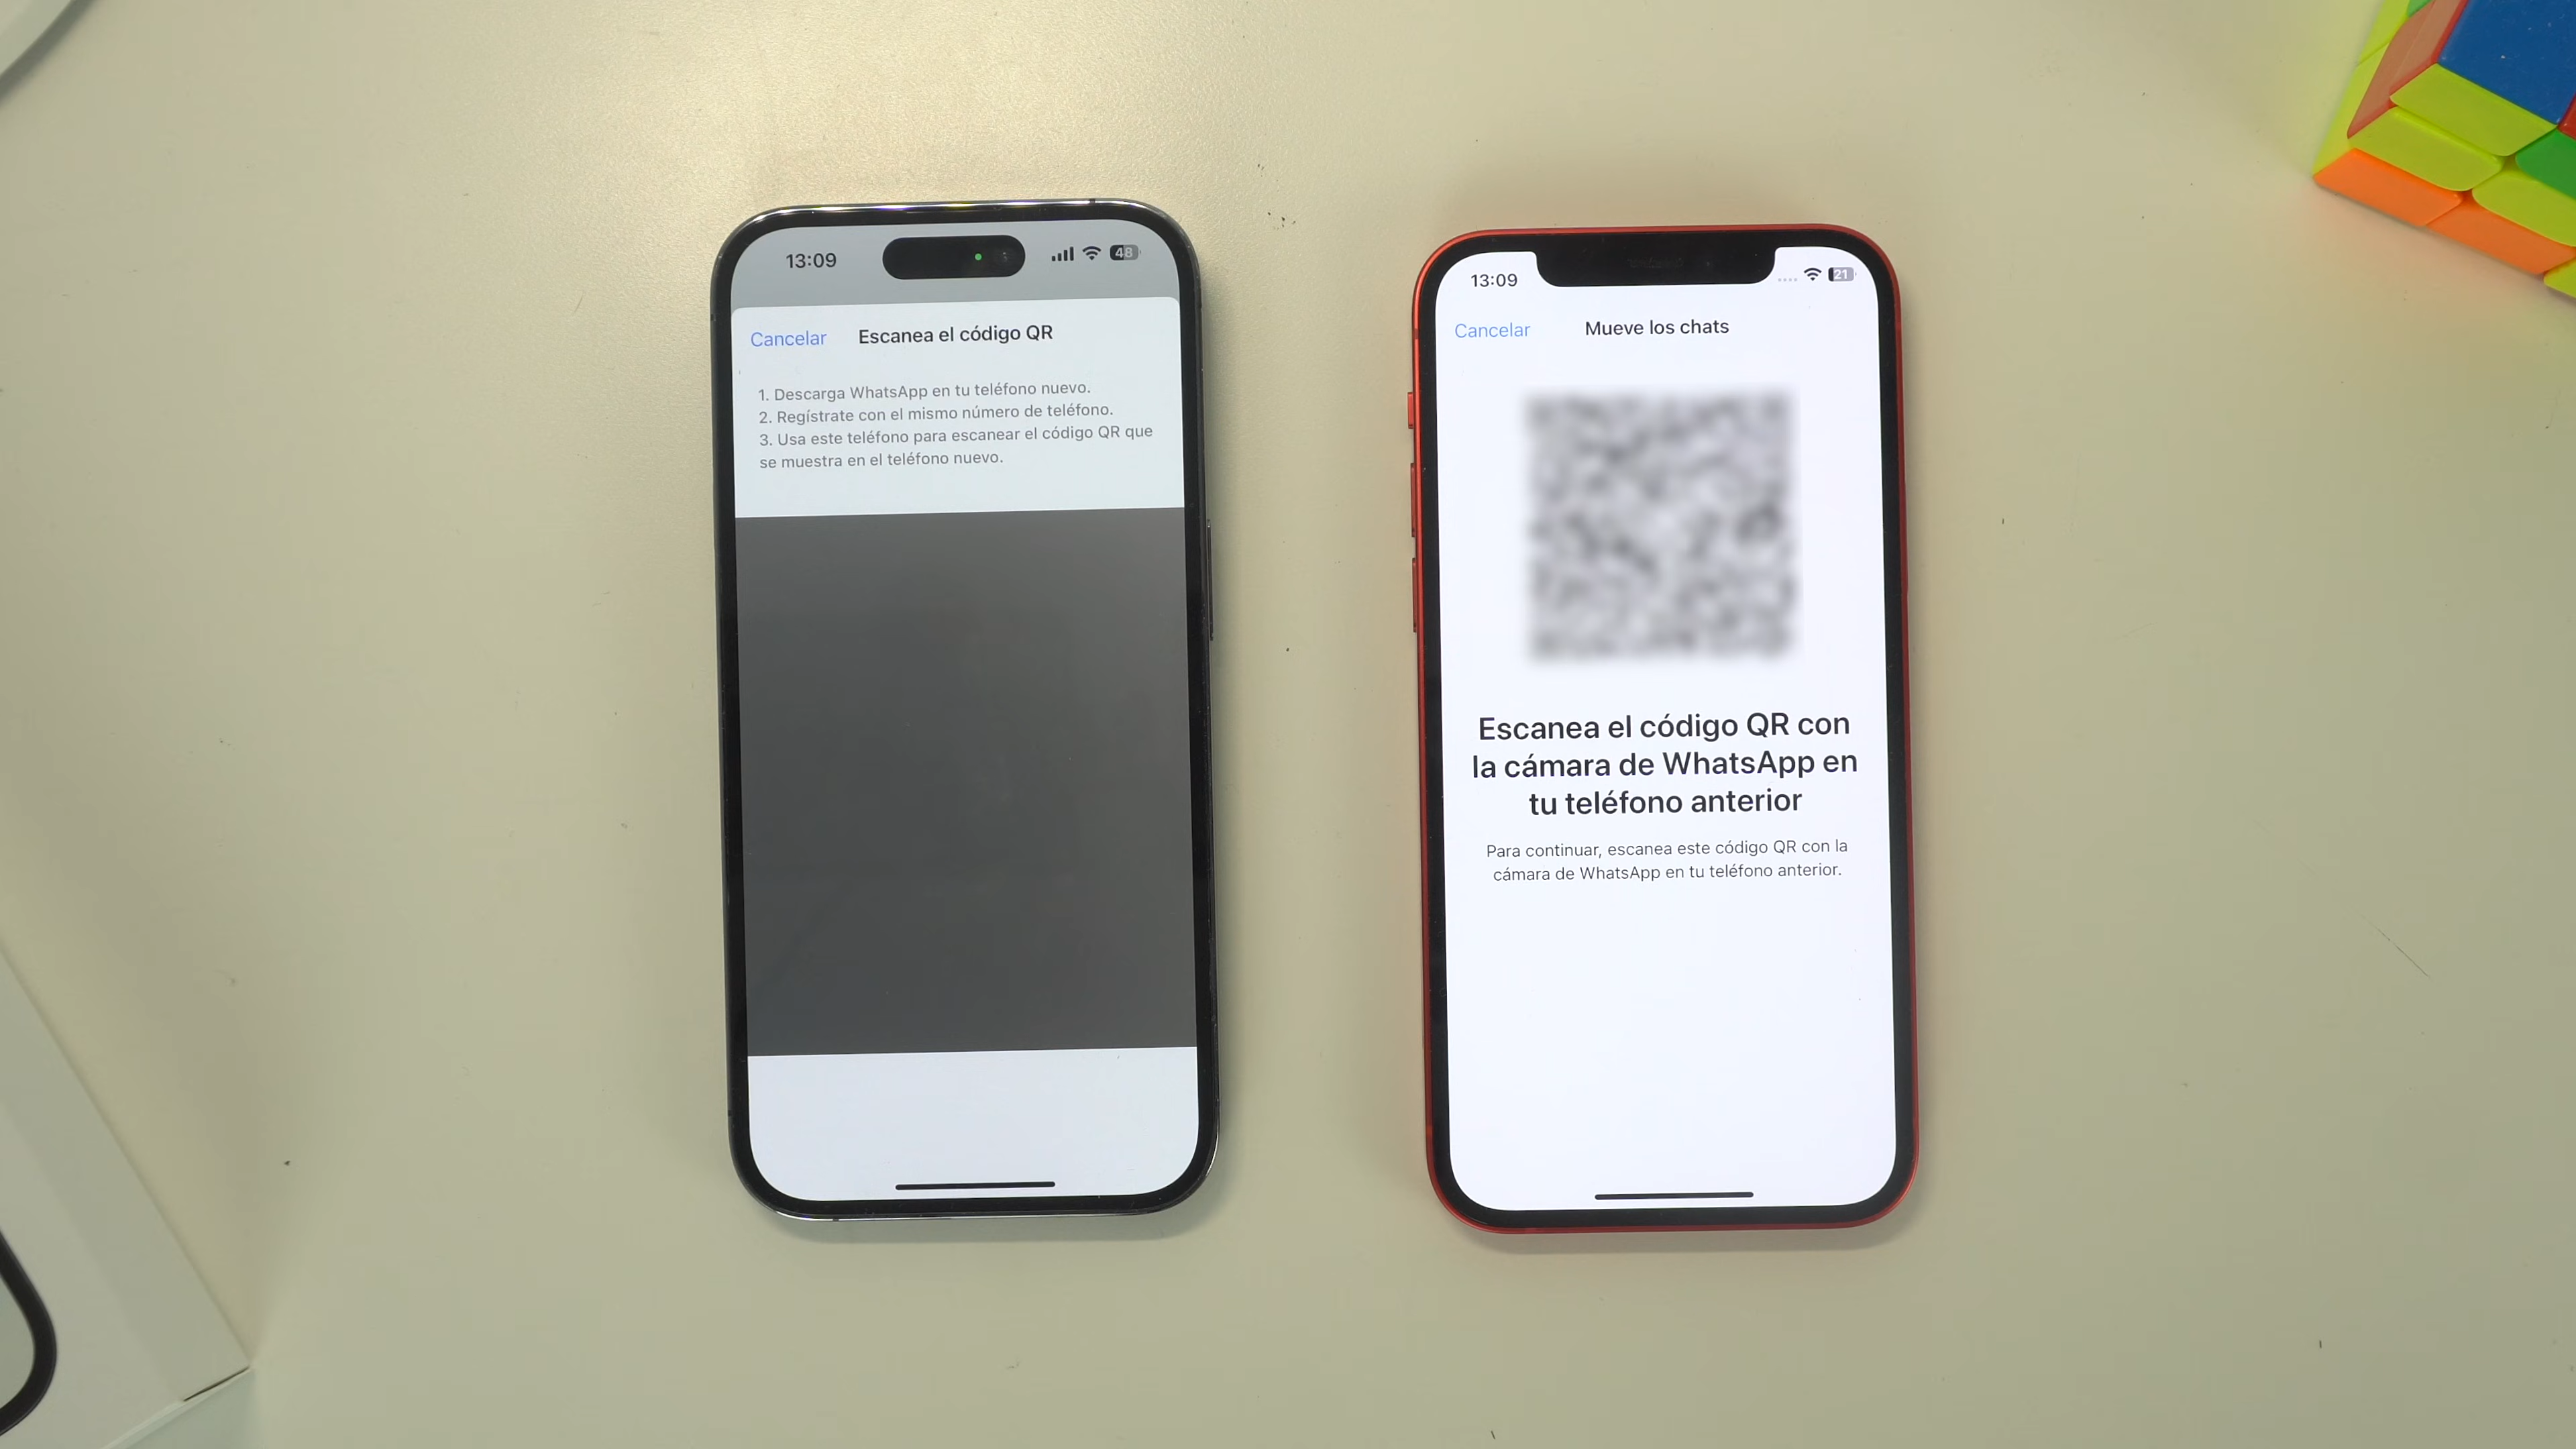 13:09
48
Cancelar
Escanea el código QR
1. Descarga WhatsApp en tu teléfono nuevo.
2. Regístrate con el mismo número de teléfono.
3. Usa este teléfono para escanear el código QR que
se muestra en el teléfono nuevo.
13:09
21
Cancelar
Mueve los chats
Escanea el código QR con
la cámara de WhatsApp en
tu teléfono anterior
Para continuar, escanea este código QR con la
cámara de WhatsApp en tu teléfono anterior.